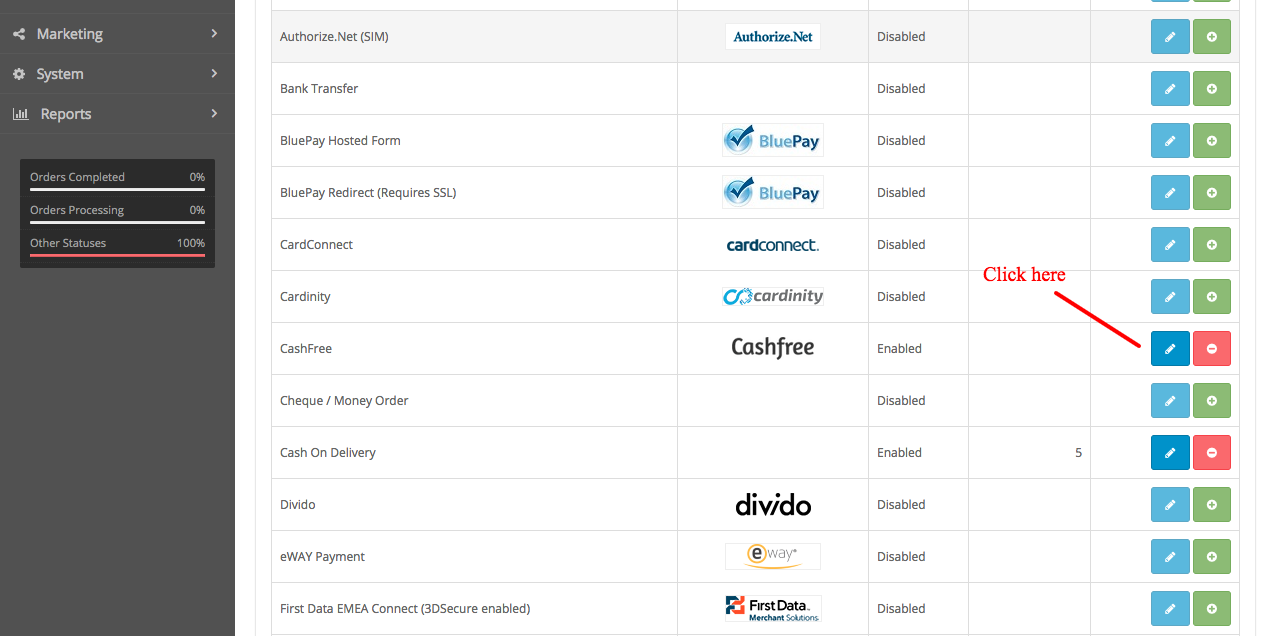 Marketing
System
Reports
Orders Completed 0%
Orders Processing 0%
Other Statuses 100%
Authorize.Net (SIM) Authorize.Net Disabled
Bank Transfer Disabled
BluePay Hosted Form BluePay Disabled
BluePay Redirect (Requires SSL) BluePay Disabled
CardConnect cardconnect. Disabled
Click here
Cardinity cardinity Disabled
CashFree Cashfree Enabled
Cheque / Money Order Disabled
Cash On Delivery Enabled 5
Divido divido Disabled
eWAY Payment eway Disabled
First Data EMEA Connect (3DSecure enabled) First Data Disabled
Merchant Solutions